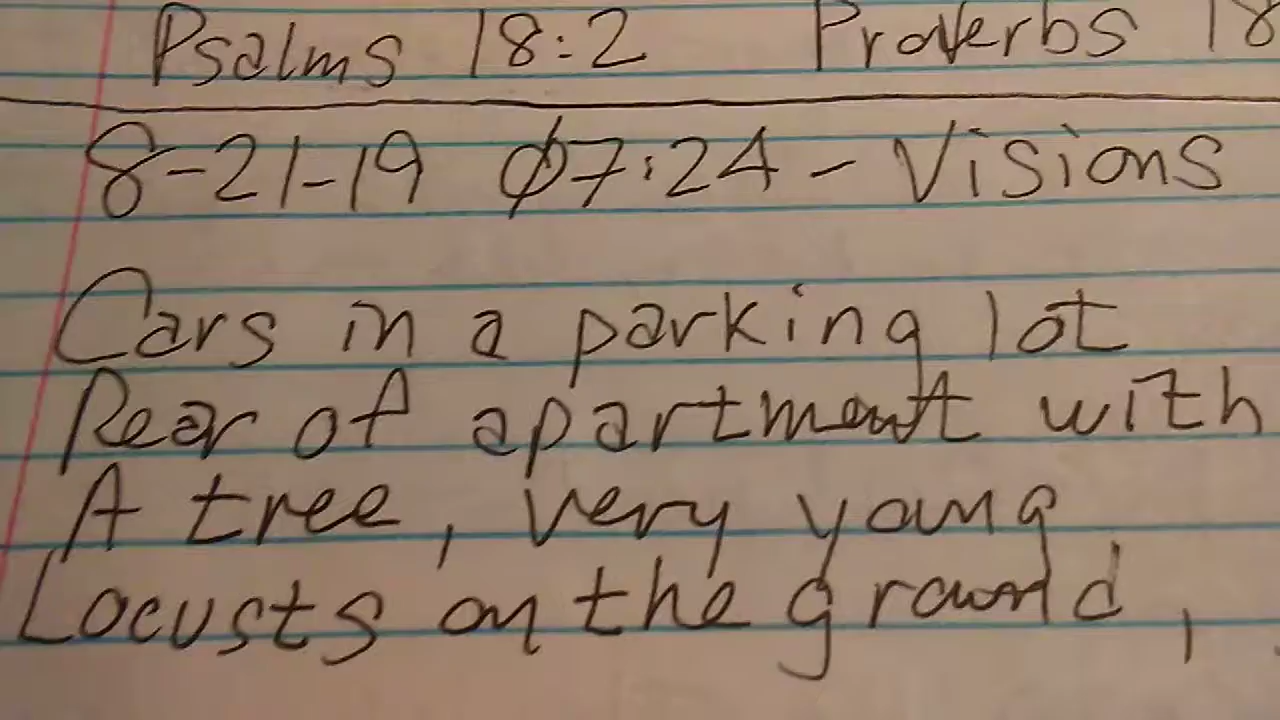 Psalms 18:2 Proverbs 18
8-21-19 07:24 - Visions
Cars in a parking lot
Rear of apartment with
A tree, very young
Locusts on the ground,